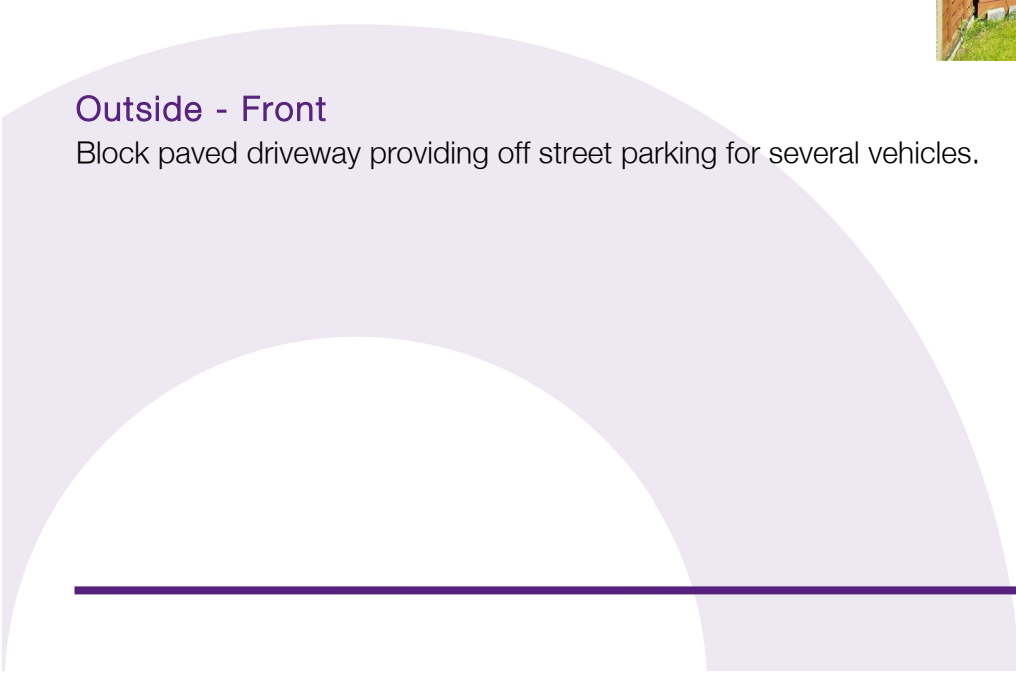 Outside - Front
Block paved driveway providing off street parking for several vehicles.